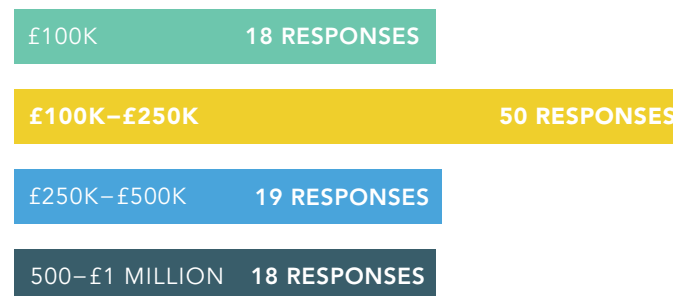 £100K 18 RESPONSES
£100K–£250K 50 RESPONSES
£250K–£500K 19 RESPONSES
500–£1 MILLION 18 RESPONSES